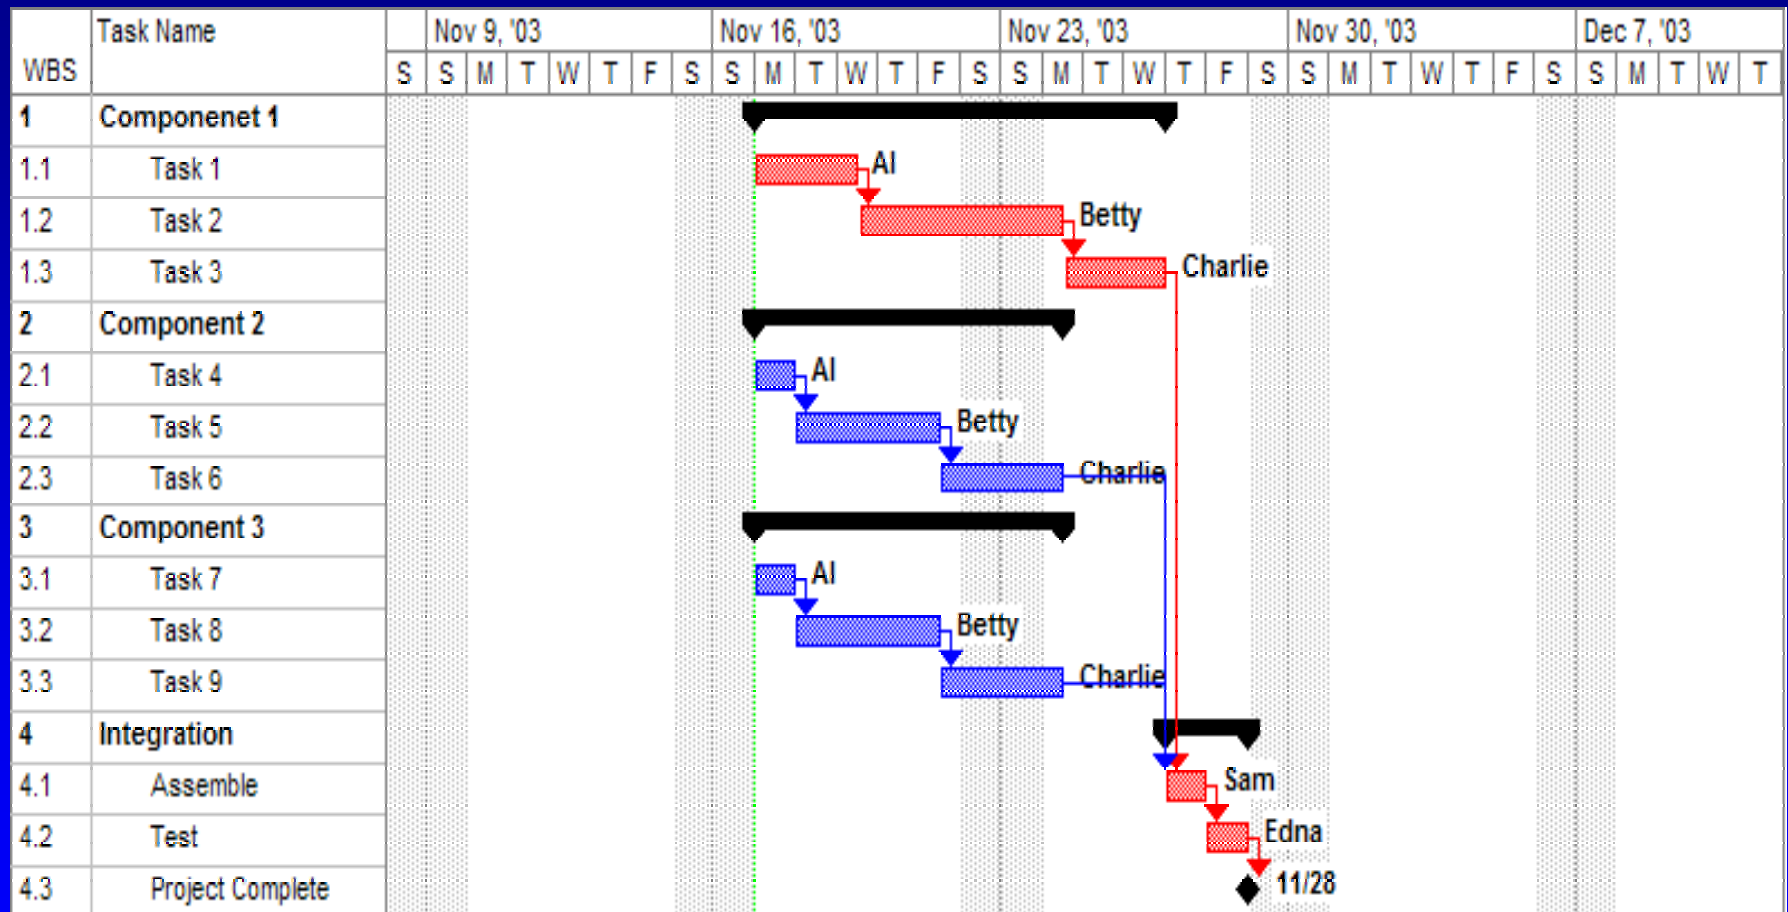 Task Name Nov 9, '03 Nov 16, '03 Nov 23, '03 Nov 30, '03 Dec 7, '03
WBS S S M T W T F S S M T W T F S S M T W T F S S M T W T F S S M T W T
1 Componenet 1
1.1 Task 1 Al
1.2 Task 2 Betty
1.3 Task 3 Charlie
2 Component 2
2.1 Task 4 Al
2.2 Task 5 Betty
2.3 Task 6 Charlie
3 Component 3
3.1 Task 7 Al
3.2 Task 8 Betty
3.3 Task 9 Charlie
4 Integration
4.1 Assemble Sam
4.2 Test Edna
4.3 Project Complete 11/28